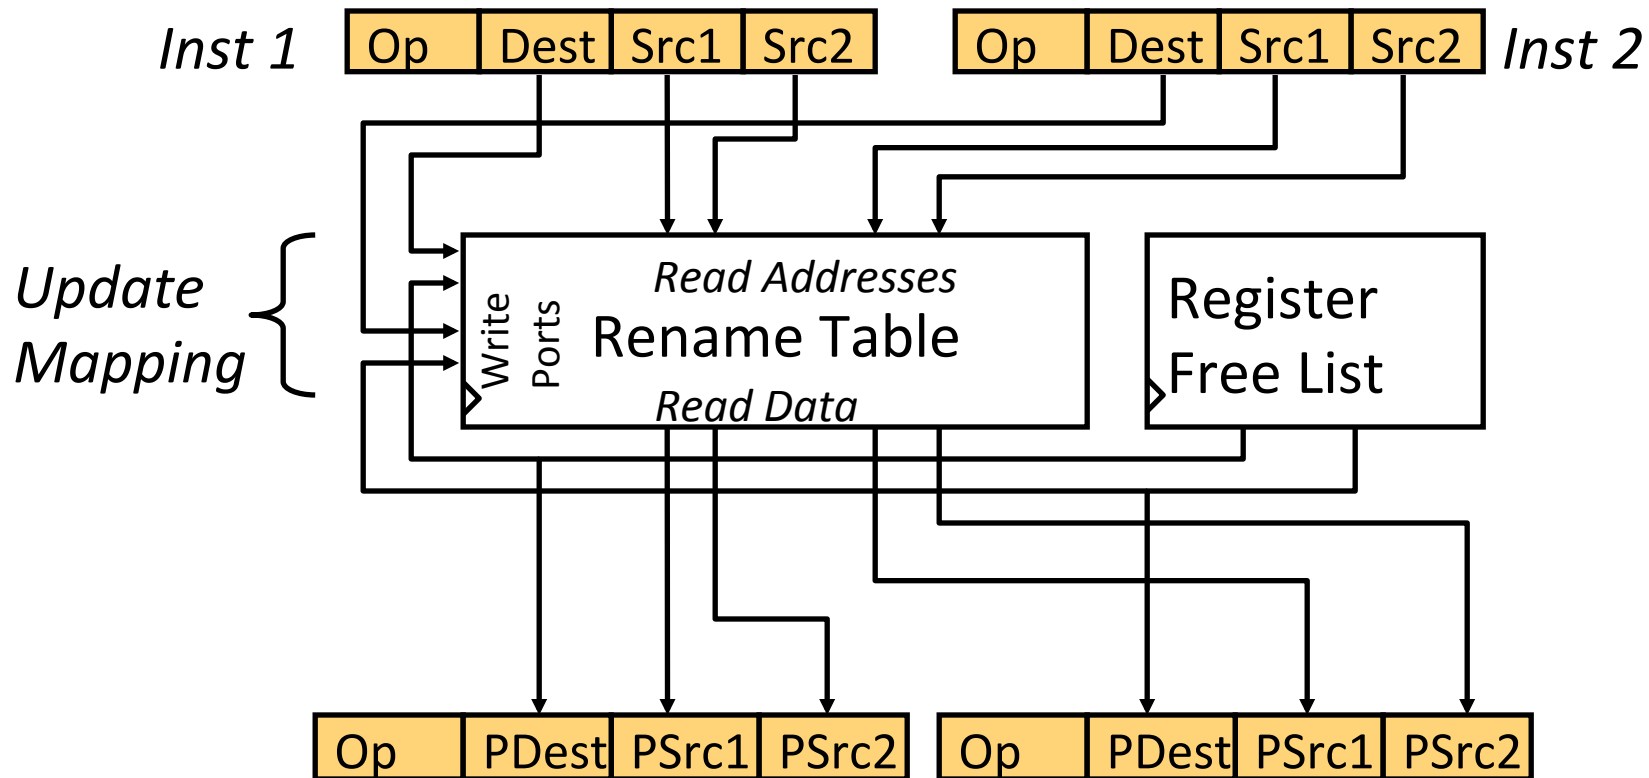 Inst 1 Op Dest Src1 Src2 Op Dest Src1 Src2 Inst 2
Update
Mapping
Write
Ports
Read Addresses
Rename Table
Read Data
Register
Free List
Op PDest PSrc1 PSrc2 Op PDest PSrc1 PSrc2